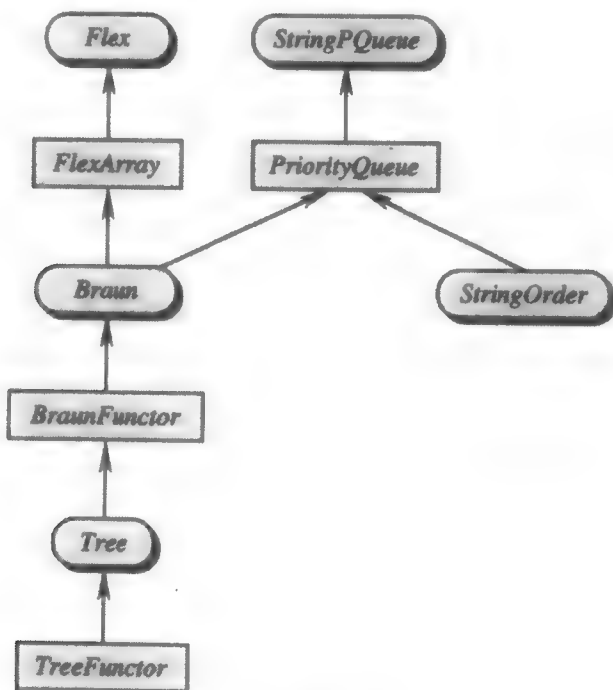 Flex
StringPQueue
FlexArray
PriorityQueue
Braun
StringOrder
BraunFunctor
Tree
TreeFunctor